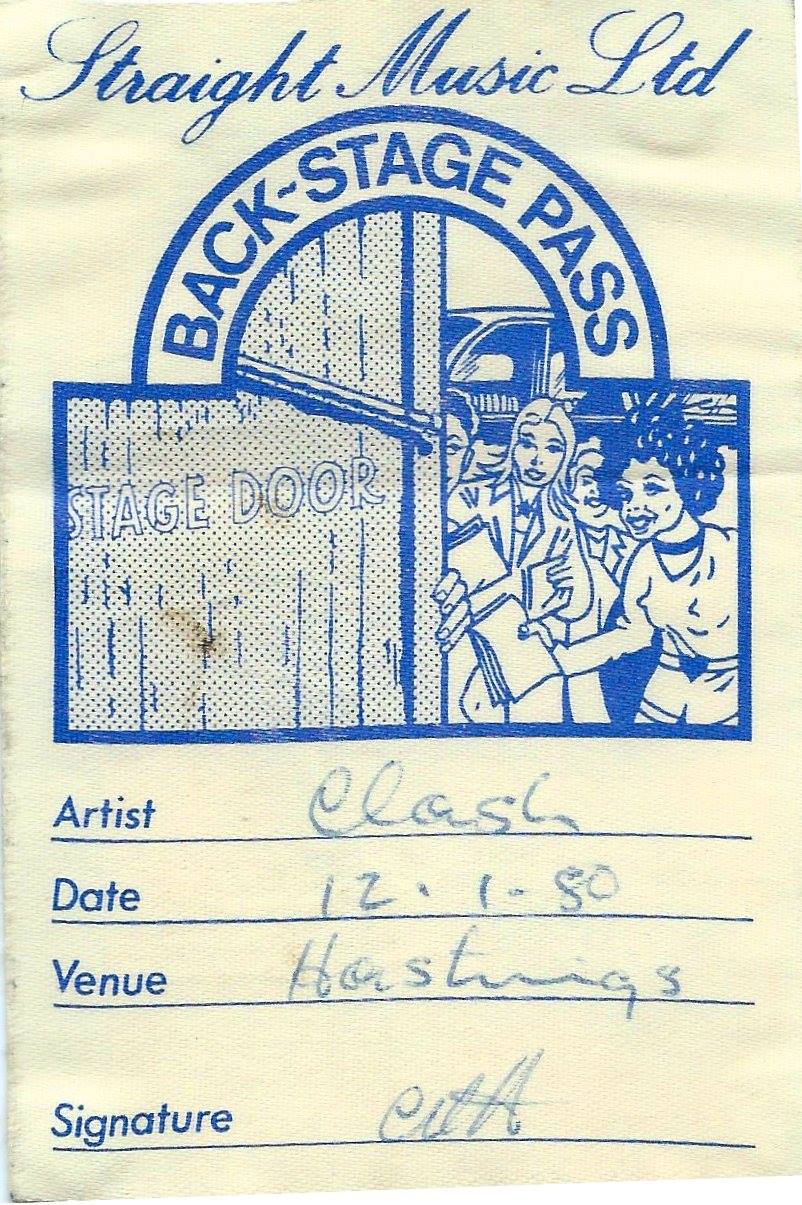 Straight Music Ltd
BACK-STAGE PASS
STAGE DOOR
Artist Clash
Date 12.1-80
Venue Hastings
Signature